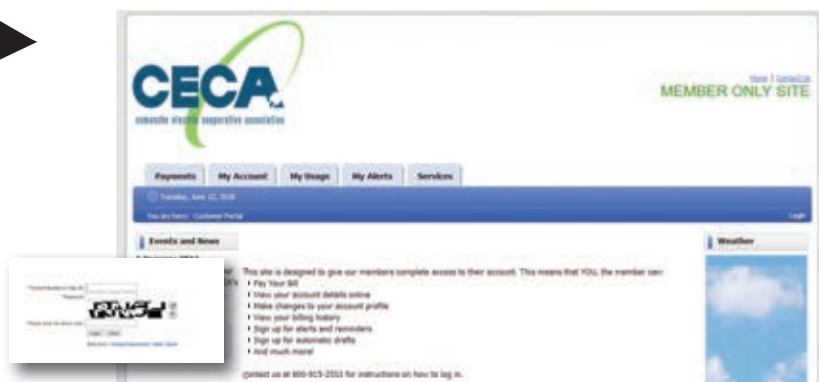 CECA
comanche electric cooperative association
Home | Contact Us
MEMBER ONLY SITE
Payments
My Account
My Usage
My Alerts
Services
Tuesday, June 12, 2018
You are here: Customer Portal
Login
Events and News
Weather
This site is designed to give our members complete access to their account. This means that YOU, the member can:
Pay Your Bill
View your account details online
Make changes to your account profile
View your billing history
Sign up for alerts and reminders
Sign up for automatic drafts
And much more!
Contact us at 800-915-2533 for instructions on how to log in.